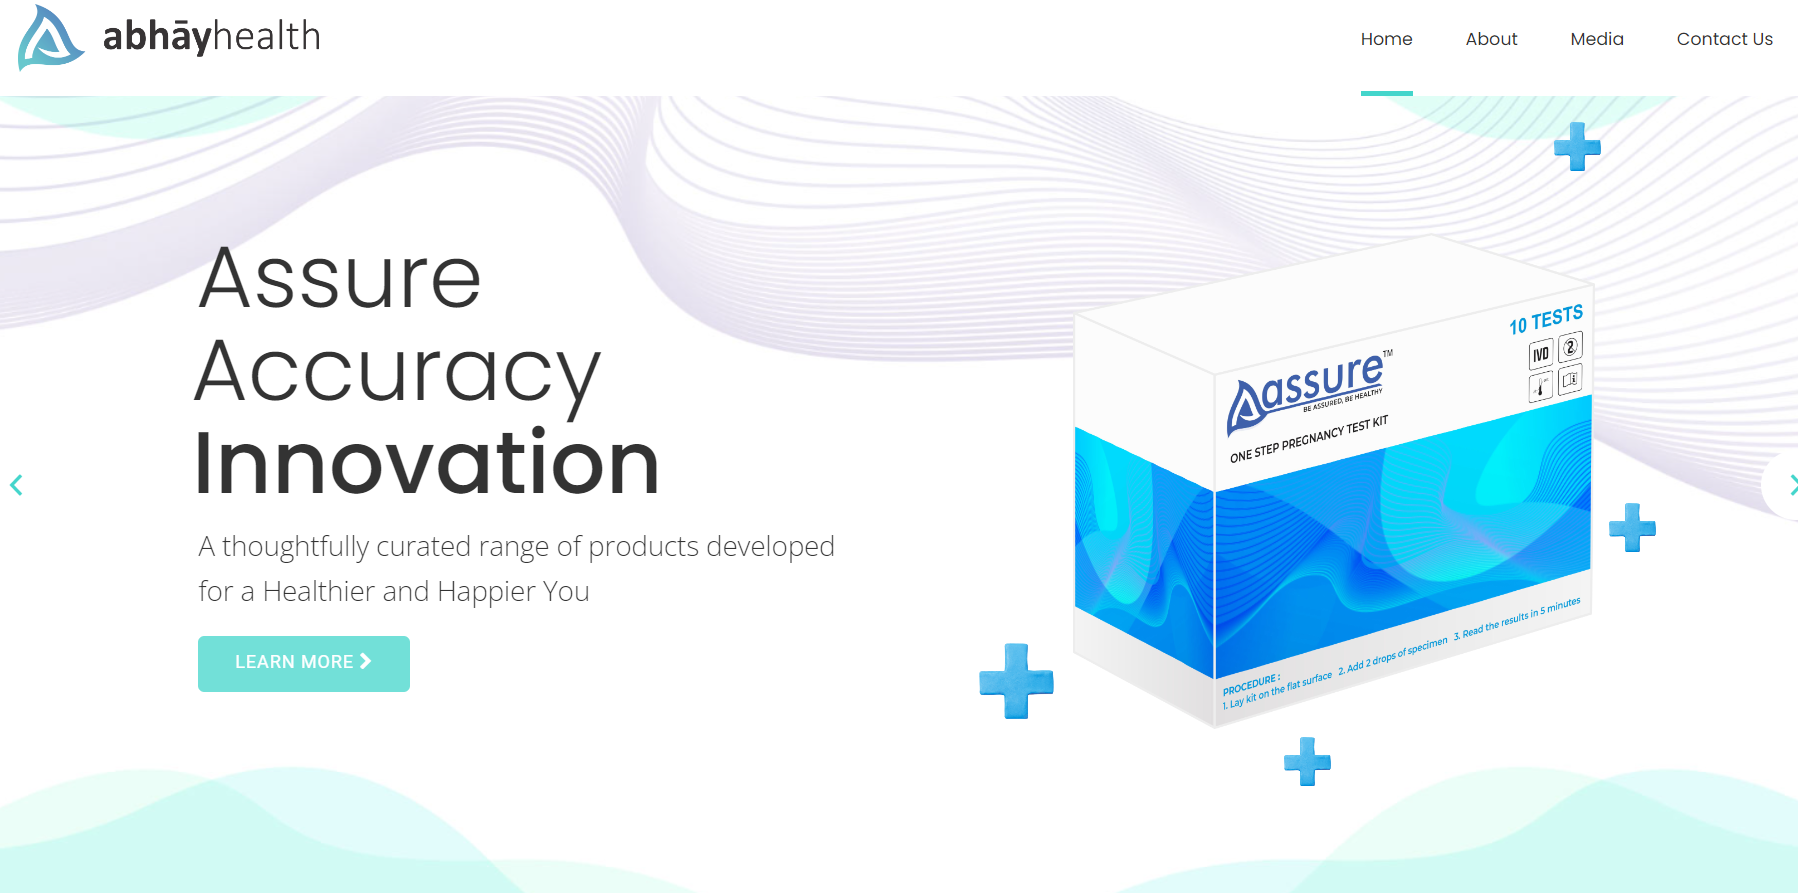 abhāyhealth
Home About Media Contact Us
Assure
Accuracy
Innovation
A thoughtfully curated range of products developed
for a Healthier and Happier You
LEARN MORE
10 TESTS
IVD
2
assure™
BE ASSURED, BE HEALTHY
ONE STEP PREGNANCY TEST KIT
PROCEDURE :
1. Lay kit on the flat surface 2. Add 2 drops of specimen 3. Read the results in 5 minutes